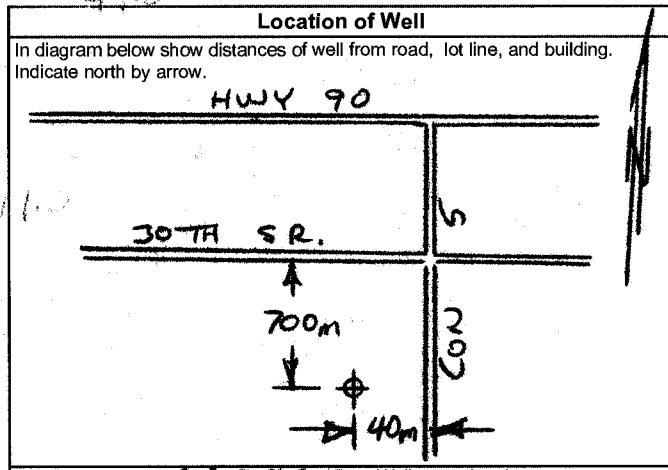 Location of Well
In diagram below show distances of well from road, lot line, and building.
Indicate north by arrow.
HWY 90
30TH SR.
CON 5
700m
40m
N